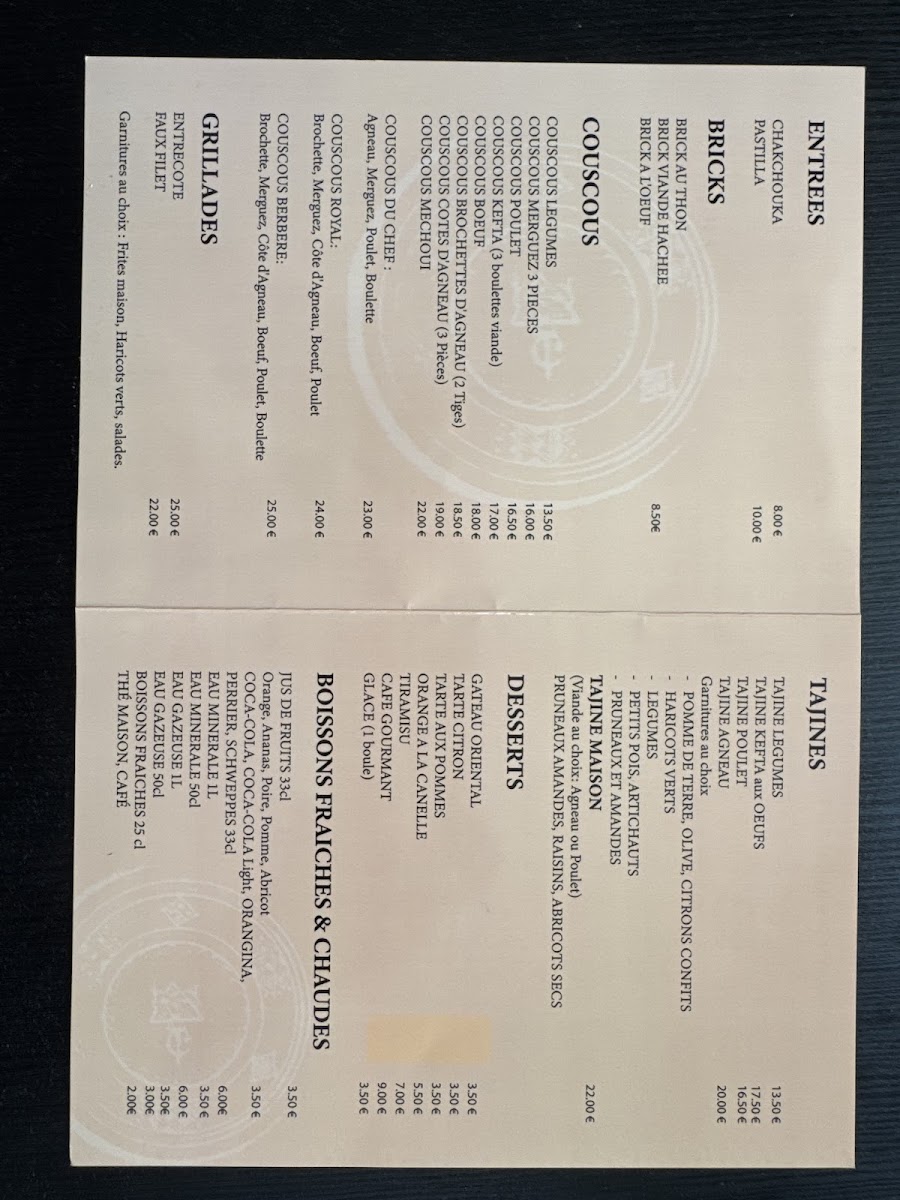 ENTREES
CHAKCHOUKA 8.00 €
PASTILLA 10.00 €
BRICKS
BRICK AU THON
BRICK VIANDE HACHEE 8.50€
BRICK A L'OEUF
COUSCOUS
COUSCOUS LEGUMES 13.50 €
COUSCOUS MERGUEZ 3 PIECES 16.00 €
COUSCOUS POULET 16.50 €
COUSCOUS KEFTA (3 boulettes viande) 17.00 €
COUSCOUS BOEUF 18.00 €
COUSCOUS BROCHETTES D'AGNEAU (2 Tiges) 18.50 €
COUSCOUS COTES D'AGNEAU (3 Pièces) 19.00 €
COUSCOUS MECHOUI 22.00 €
COUSCOUS DU CHEF :
Agneau, Merguez, Poulet, Boulette 23.00 €
COUSCOUS ROYAL:
Brochette, Merguez, Côte d'Agneau, Boeuf, Poulet 24.00 €
COUSCOUS BERBERE:
Brochette, Merguez, Côte d'Agneau, Boeuf, Poulet, Boulette 25.00 €
GRILLADES
ENTRECOTE 25.00 €
FAUX FILET 22.00 €
Garnitures au choix : Frites maison, Haricots verts, salades.
TAJINES
TAJINE LEGUMES 13.50 €
TAJINE KEFTA aux OEUFS 17.50 €
TAJINE POULET 16.50 €
TAJINE AGNEAU 20.00 €
Garnitures au choix
- POMME DE TERRE, OLIVE, CITRONS CONFITS
- HARICOTS VERTS
- LEGUMES
- PETITS POIS, ARTICHAUTS
- PRUNEAUX ET AMANDES
TAJINE MAISON 22.00 €
(Viande au choix: Agneau ou Poulet)
PRUNEAUX AMANDES, RAISINS, ABRICOTS SECS
DESSERTS
GATEAU ORIENTAL 3.50 €
TARTE CITRON 3.50 €
TARTE AUX POMMES 3.50 €
ORANGE A LA CANELLE 5.50 €
TIRAMISU 7.00 €
CAFE GOURMANT 9.00 €
GLACE (1 boule) 3.50 €
BOISSONS FRAICHES & CHAUDES
JUS DE FRUITS 33cl 3.50 €
Orange, Ananas, Poire, Pomme, Abricot
COCA-COLA, COCA-COLA Light, ORANGINA, 3.50 €
PERRIER, SCHWEPPES 33cl
EAU MINERALE 1L 6.00€
EAU MINERALE 50cl 3.50 €
EAU GAZEUSE 1L 6.00 €
EAU GAZEUSE 50cl 3.50€
BOISSONS FRAICHES 25 cl 3.00€
THÉ MAISON, CAFÉ 2.00€